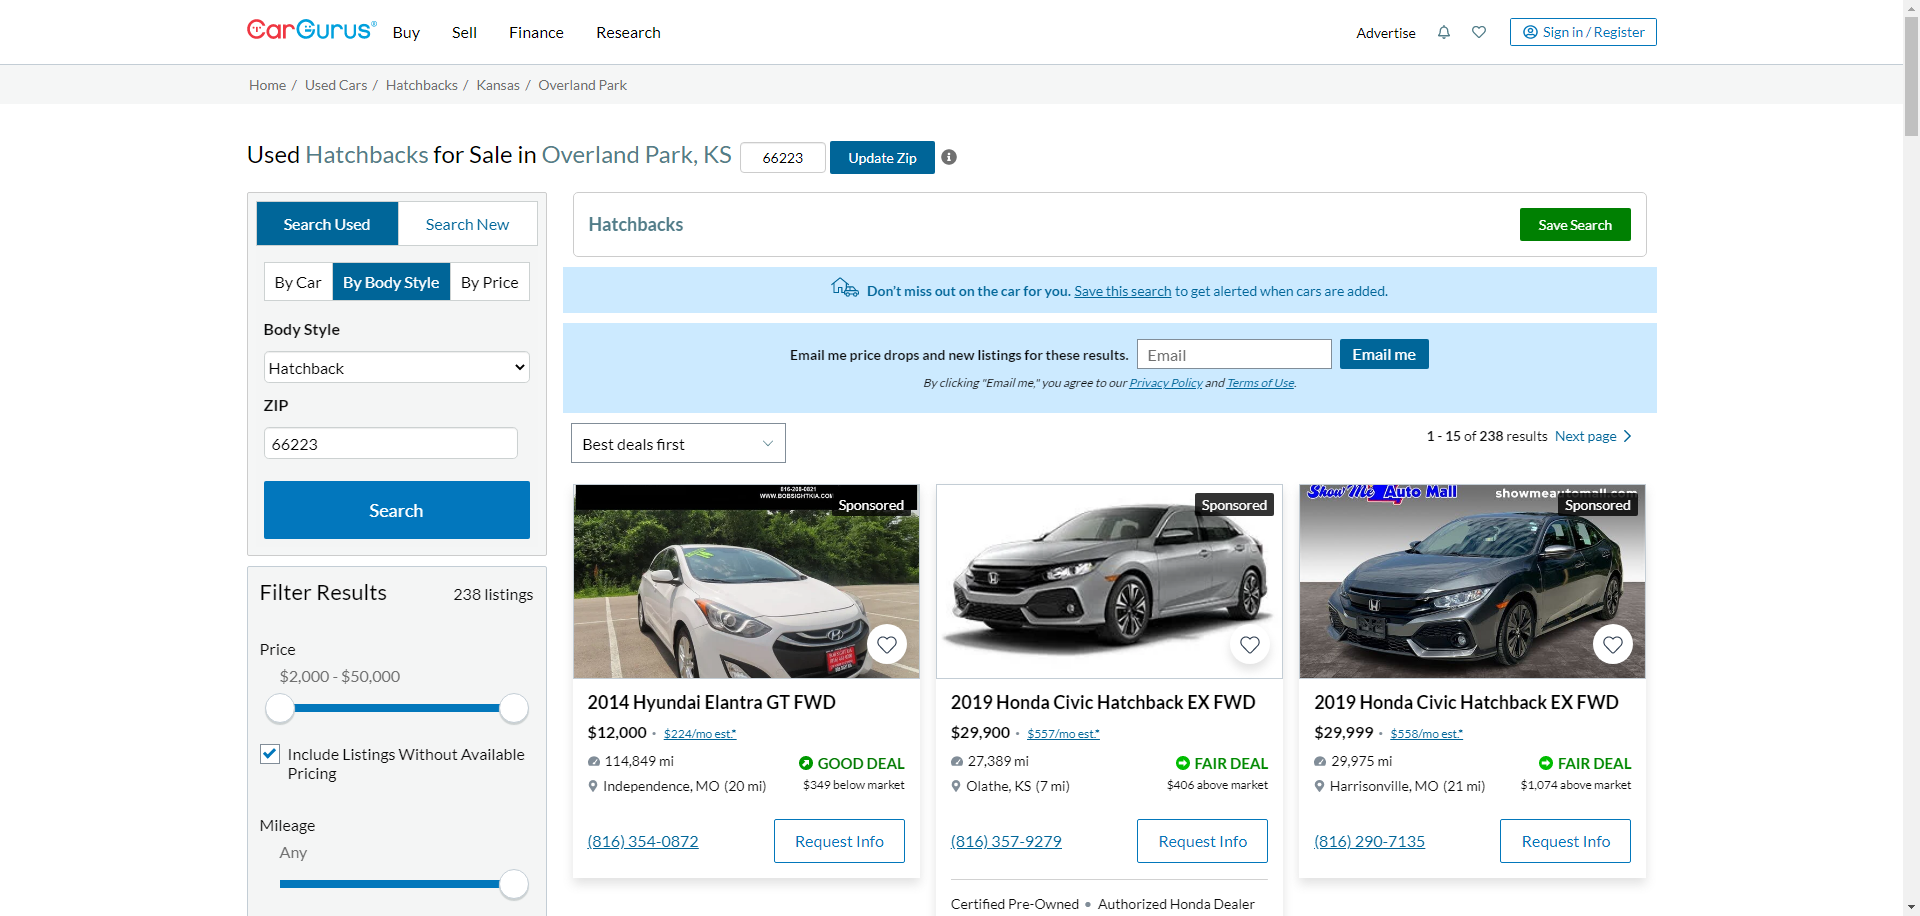 CarGurus®
Buy
Sell
Finance
Research
Advertise
Sign in / Register
Home / Used Cars / Hatchbacks / Kansas / Overland Park
Used Hatchbacks for Sale in Overland Park, KS
66223
Update Zip
Search Used
Search New
By Car
By Body Style
By Price
Body Style
Hatchback
ZIP
66223
Search
Filter Results
238 listings
Price
$2,000 - $50,000
Include Listings Without Available
Pricing
Mileage
Any
Hatchbacks
Save Search
Don't miss out on the car for you. Save this search to get alerted when cars are added.
Email me price drops and new listings for these results.
Email
Email me
By clicking "Email me," you agree to our Privacy Policy and Terms of Use.
Best deals first
1 - 15 of 238 results
Next page
816-208-0821
WWW.BOBSIGHTKIA.COM
Sponsored
2014 Hyundai Elantra GT FWD
$12,000 · $224/mo est.*
114,849 mi
GOOD DEAL
Independence, MO (20 mi)
$349 below market
(816) 354-0872
Request Info
Sponsored
2019 Honda Civic Hatchback EX FWD
$29,900 · $557/mo est.*
27,389 mi
FAIR DEAL
Olathe, KS (7 mi)
$406 above market
(816) 357-9279
Request Info
Certified Pre-Owned • Authorized Honda Dealer
Show Me Auto Mall
showmeautomall.com
Sponsored
2019 Honda Civic Hatchback EX FWD
$29,999 · $558/mo est.*
29,975 mi
FAIR DEAL
Harrisonville, MO (21 mi)
$1,074 above market
(816) 290-7135
Request Info